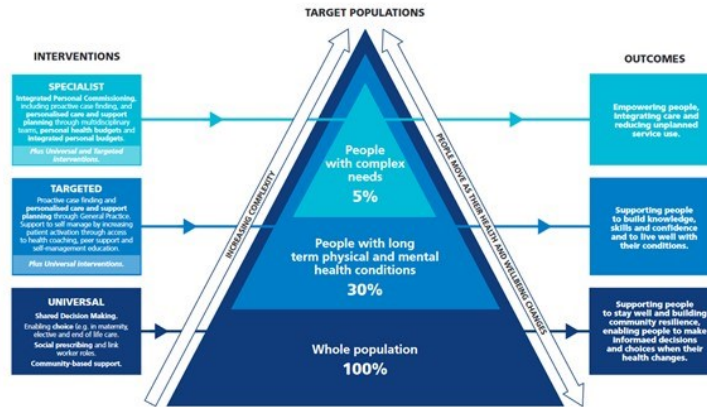 TARGET POPULATIONS
INTERVENTIONS
SPECIALIST
Integrated Personal Commissioning,
including proactive case finding, and
personalised care and support
planning through multidisciplinary
teams, personal health budgets and
integrated personal budgets.
Plus Universal and Targeted
interventions.
TARGETED
Proactive case finding and
personalised care and support
planning through General Practice.
Support to self manage by increasing
patient activation through access
to health coaching, peer support and
self-management education.
Plus Universal interventions.
UNIVERSAL
Shared Decision Making.
Enabling choice (e.g. in maternity,
elective and end of life care.
Social prescribing and link
worker roles.
Community-based support.
INCREASING COMPLEXITY
People
with complex
needs
5%
People with long
term physical and mental
health conditions
30%
Whole population
100%
PEOPLE MOVE AS THEIR HEALTH AND WELLBEING CHANGES
OUTCOMES
Empowering people,
integrating care and
reducing unplanned
service use.
Supporting people
to build knowledge,
skills and confidence
and to live well with
their conditions.
Supporting people
to stay well and building
community resilience,
enabling people to make
informaed decisions
and choices when their
health changes.